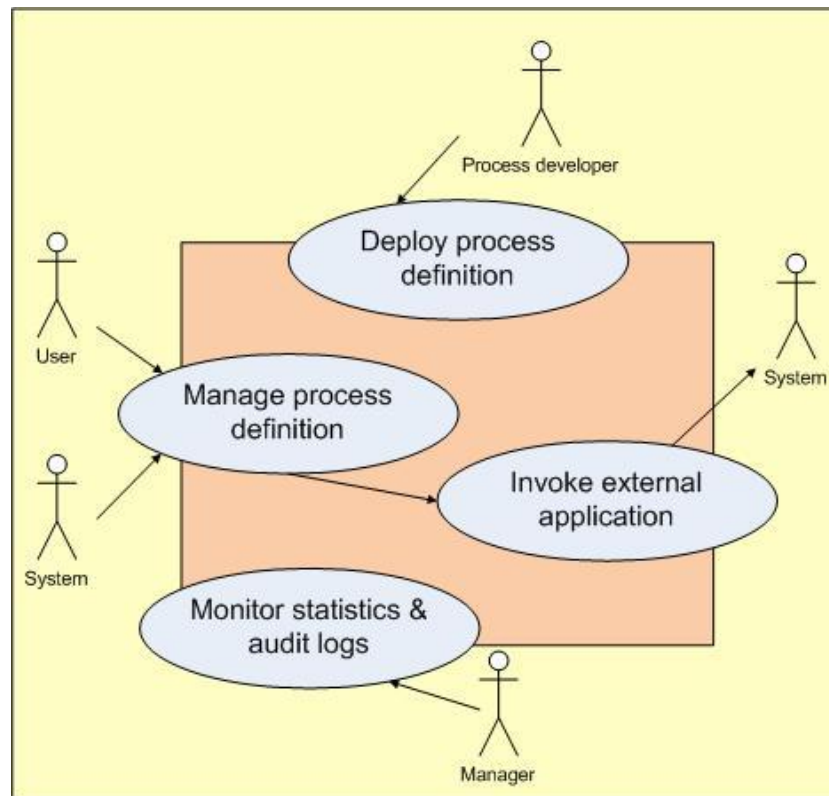 Process developer
Deploy process
definition
User
System
Manage process
definition
Invoke external
application
System
Monitor statistics &
audit logs
Manager